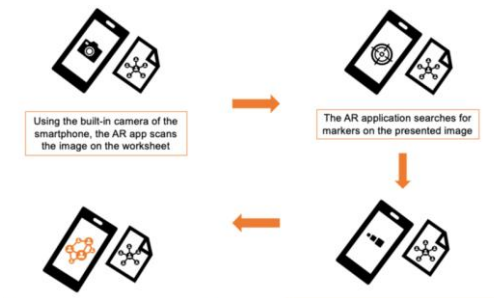 Using the built-in camera of the
smartphone, the AR app scans
the image on the worksheet
The AR application searches for
markers on the presented image